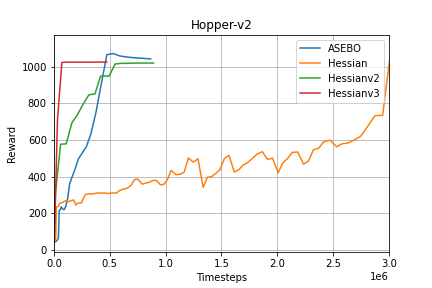 Hopper-v2
ASEBO
Hessian
Hessianv2
Hessianv3
Reward
1000
800
600
400
200
0
0.0 0.5 1.0 1.5 2.0 2.5 3.0
Timesteps
1e6